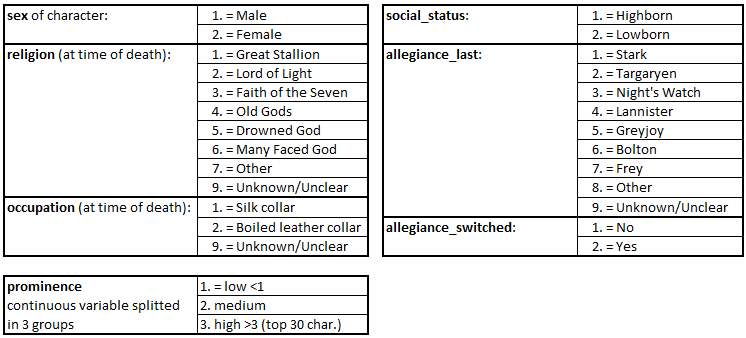 sex of character:
1. = Male
2. = Female
religion (at time of death):
1. = Great Stallion
2. = Lord of Light
3. = Faith of the Seven
4. = Old Gods
5. = Drowned God
6. = Many Faced God
7. = Other
9. = Unknown/Unclear
occupation (at time of death):
1. = Silk collar
2. = Boiled leather collar
9. = Unknown/Unclear
social_status:
1. = Highborn
2. = Lowborn
allegiance_last:
1. = Stark
2. = Targaryen
3. = Night's Watch
4. = Lannister
5. = Greyjoy
6. = Bolton
7. = Frey
8. = Other
9. = Unknown/Unclear
allegiance_switched:
1. = No
2. = Yes
prominence
continuous variable splitted
in 3 groups
1. = low <1
2. medium
3. high >3 (top 30 char.)